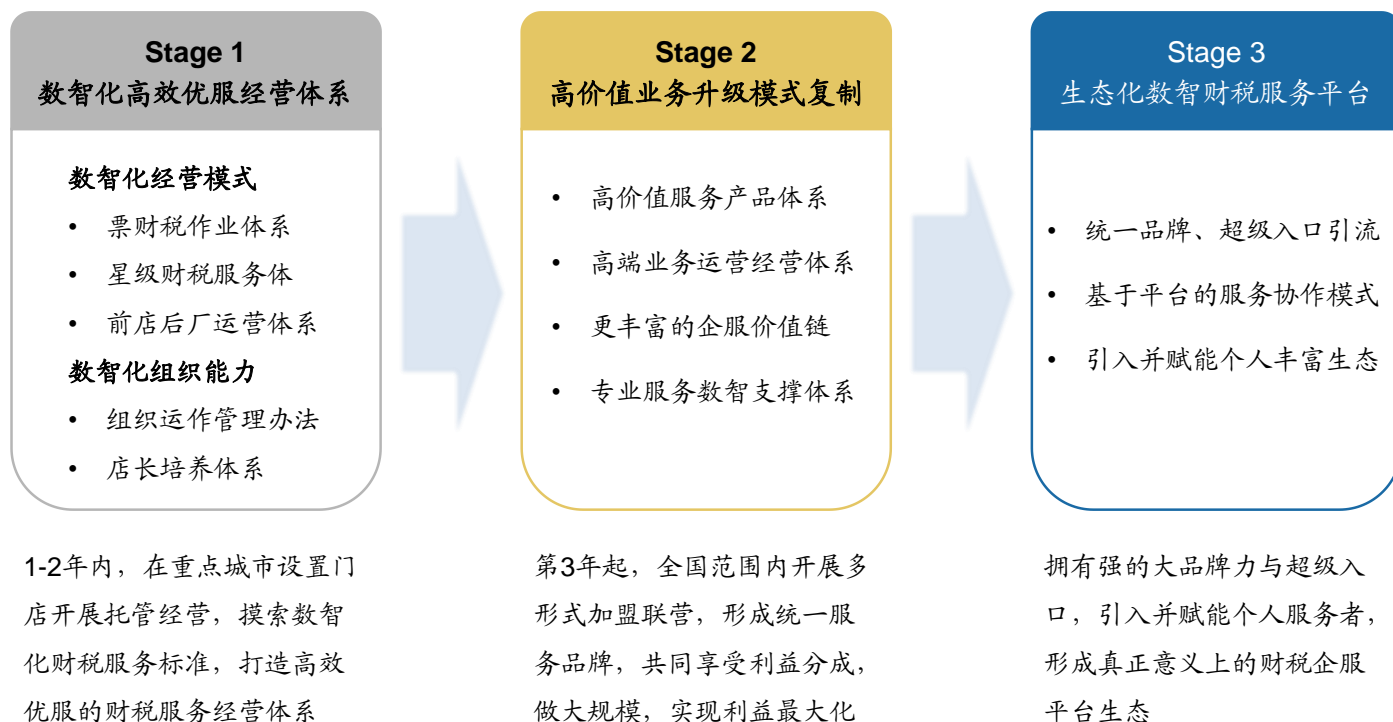 Stage 1
数智化高效优服经营体系
数智化经营模式
• 票财税作业体系
• 星级财税服务体
• 前店后厂运营体系
数智化组织能力
• 组织运作管理办法
• 店长培养体系
1-2年内，在重点城市设置门
店开展托管经营，摸索数智
化财税服务标准，打造高效
优服的财税服务经营体系
Stage 2
高价值业务升级模式复制
• 高价值服务产品体系
• 高端业务运营经营体系
• 更丰富的企服价值链
• 专业服务数智支撑体系
第3年起，全国范围内开展多
形式加盟联营，形成统一服
务品牌，共同享受利益分成，
做大规模，实现利益最大化
Stage 3
生态化数智财税服务平台
• 统一品牌、超级入口引流
• 基于平台的服务协作模式
• 引入并赋能个人丰富生态
拥有强的大品牌力与超级入
口，引入并赋能个人服务者，
形成真正意义上的财税企服
平台生态